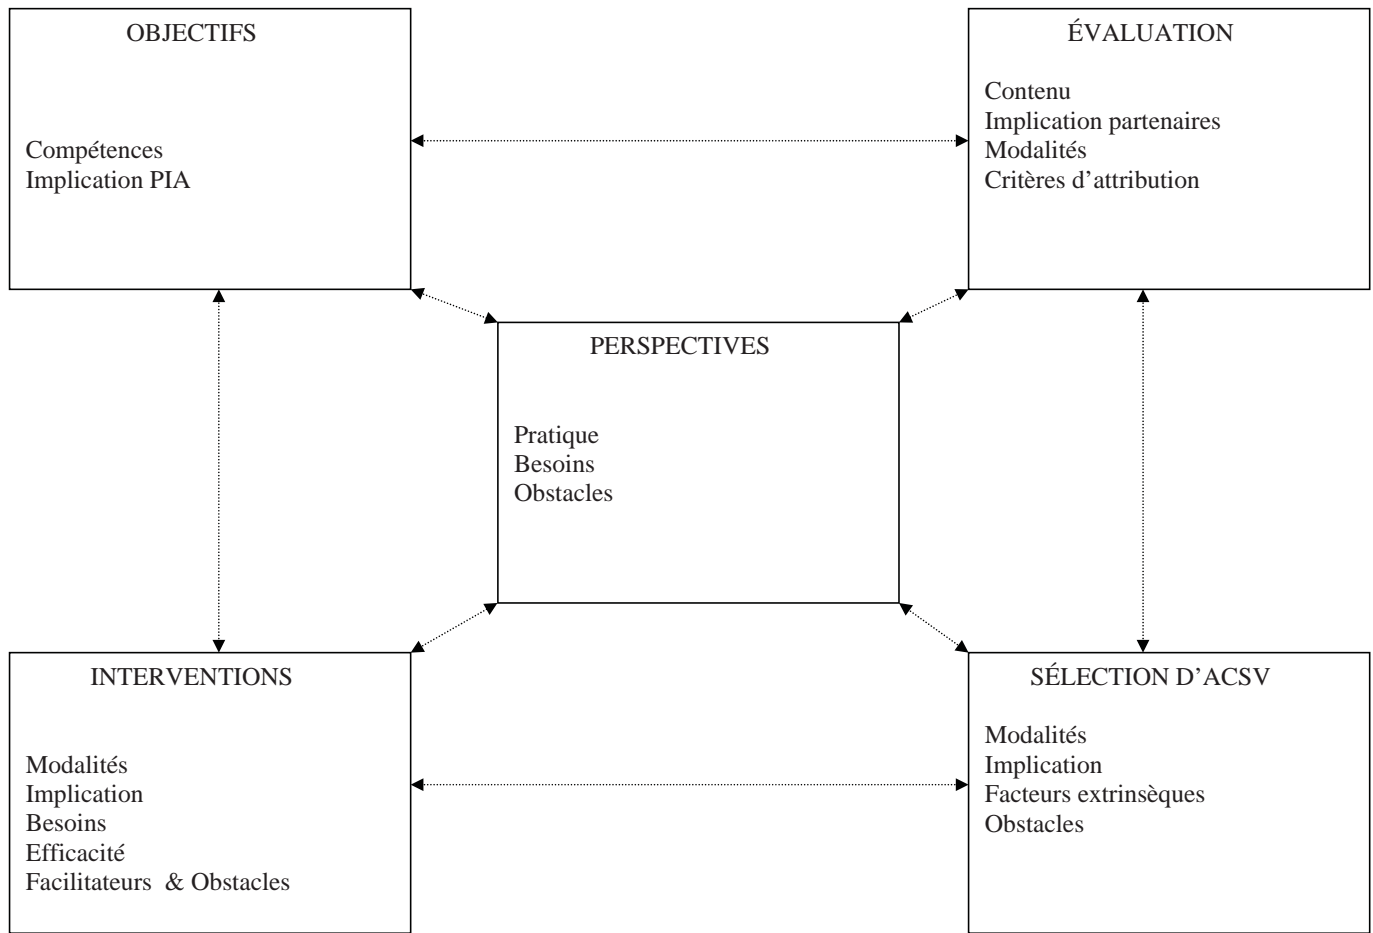 OBJECTIFS
Compétences
Implication PIA
ÉVALUATION
Contenu
Implication partenaires
Modalités
Critères d’attribution
PERSPECTIVES
Pratique
Besoins
Obstacles
INTERVENTIONS
Modalités
Implication
Besoins
Efficacité
Facilitateurs & Obstacles
SÉLECTION D’ACSV
Modalités
Implication
Facteurs extrinsèques
Obstacles